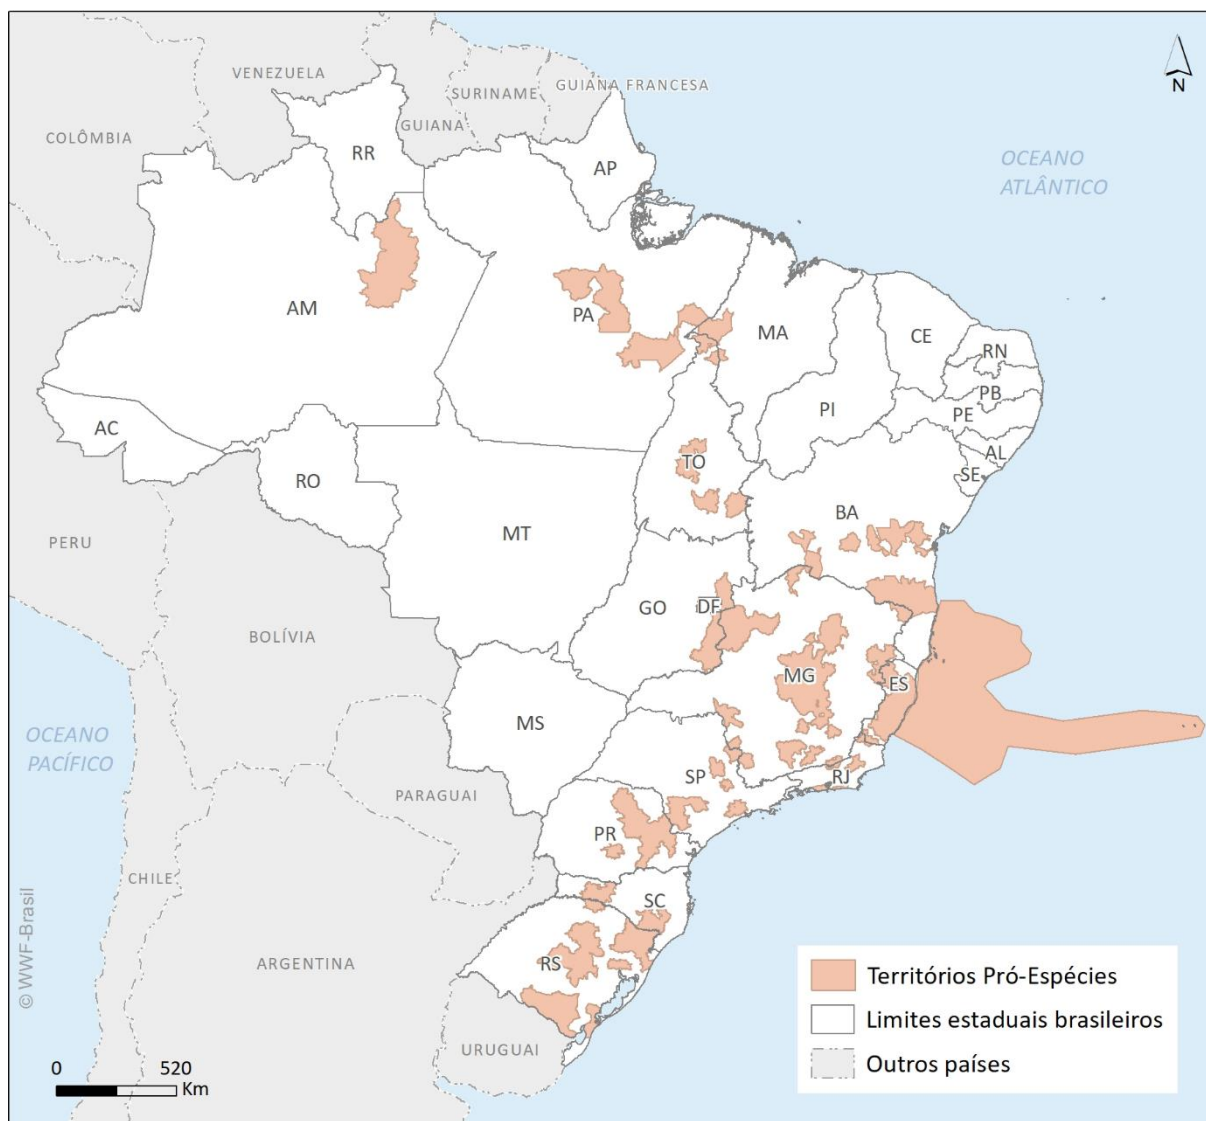 VENEZUELA
SURINAME
GUIANA FRANCESA
GUIANA
COLÔMBIA
N
RR
AP
OCEANO
ATLÂNTICO
AM
PA
MA
CE
RN
PB
PE
PI
AL
SE
AC
RO
TO
BA
MT
PERU
GO
DF
BOLÍVIA
MG
ES
MS
OCEANO
PACÍFICO
SP
RJ
PARAGUAI
PR
CHILE
SC
RS
ARGENTINA
URUGUAI
© WWF-Brasil
0 520
Km
Territórios Pró-Espécies
Limites estaduais brasileiros
Outros países